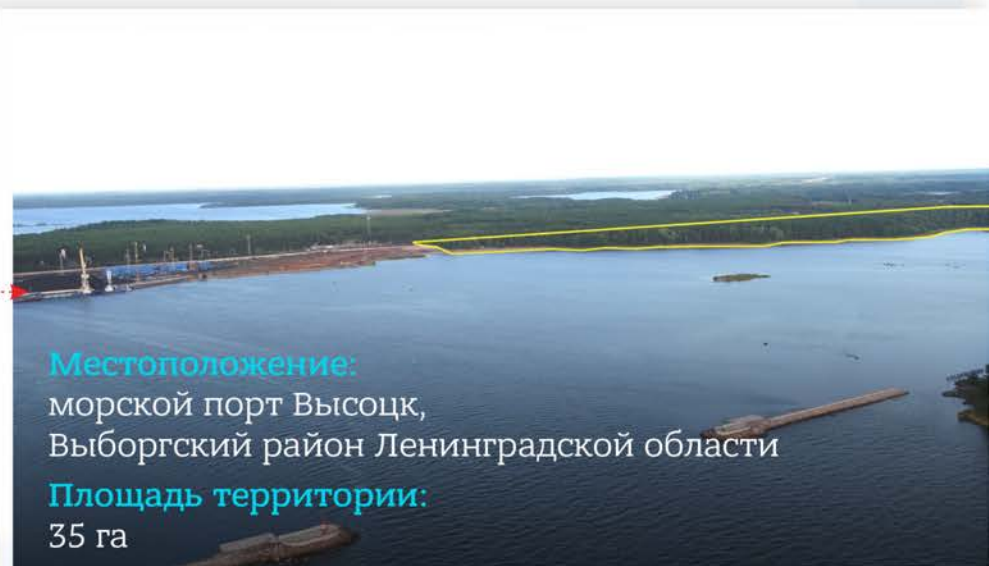 Местоположение:
морской порт Высоцк,
Выборгский район Ленинградской области
Площадь территории:
35 га